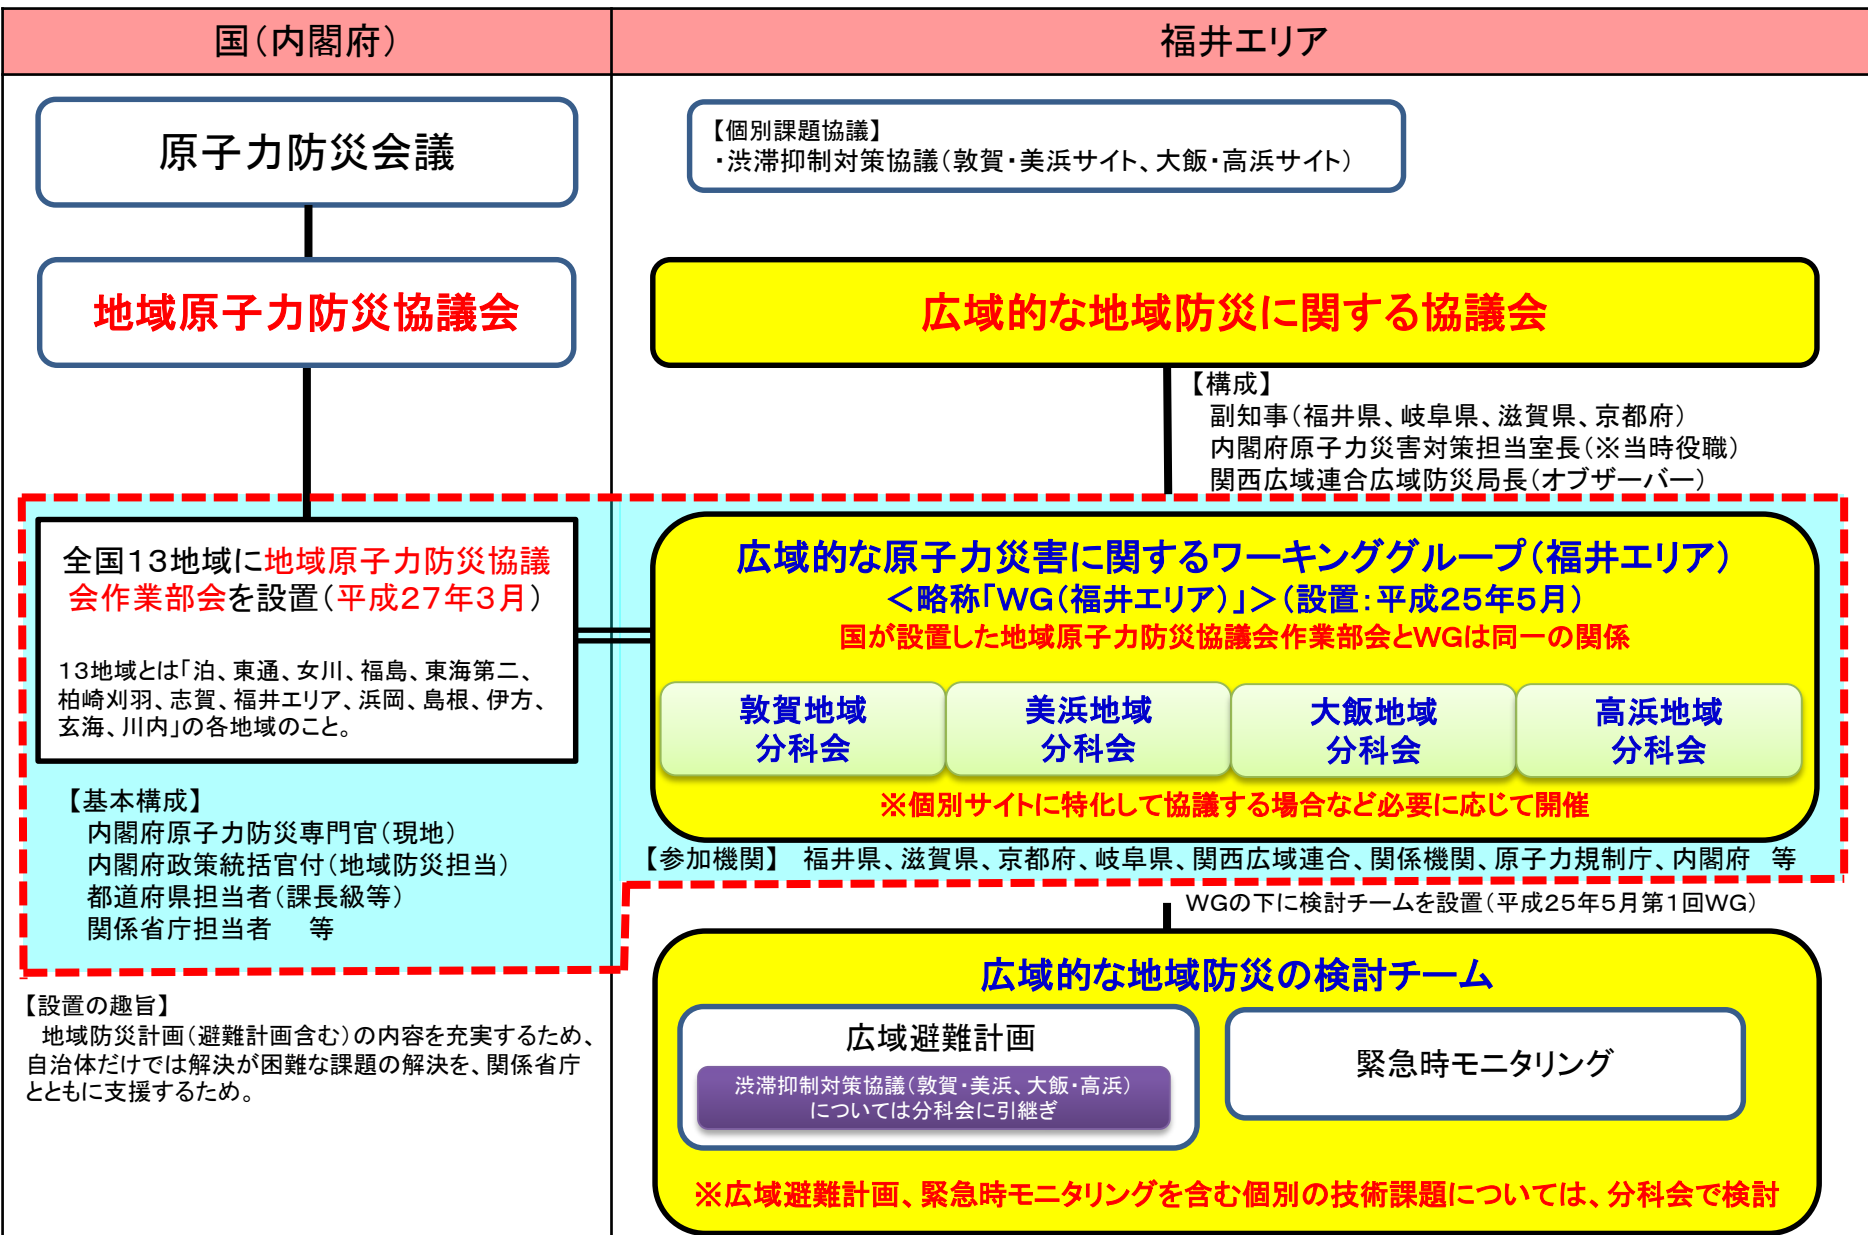 国(内閣府)
福井エリア
原子力防災会議
【個別課題協議】
・渋滞抑制対策協議(敦賀・美浜サイト、大飯・高浜サイト)
地域原子力防災協議会
広域的な地域防災に関する協議会
【構成】
副知事(福井県、岐阜県、滋賀県、京都府)
内閣府原子力災害対策担当室長(※当時役職)
関西広域連合広域防災局長(オブザーバー)
全国13地域に地域原子力防災協議
会作業部会を設置(平成27年3月)
13地域とは「泊、東通、女川、福島、東海第二、
柏崎刈羽、志賀、福井エリア、浜岡、島根、伊方、
玄海、川内」の各地域のこと。
【基本構成】
内閣府原子力防災専門官(現地)
内閣府政策統括官付(地域防災担当)
都道府県担当者(課長級等)
関係省庁担当者 等
広域的な原子力災害に関するワーキンググループ(福井エリア)
<略称「WG(福井エリア)」>(設置:平成25年5月)
国が設置した地域原子力防災協議会作業部会とWGは同一の関係
敦賀地域
分科会
美浜地域
分科会
大飯地域
分科会
高浜地域
分科会
※個別サイトに特化して協議する場合など必要に応じて開催
【参加機関】 福井県、滋賀県、京都府、岐阜県、関西広域連合、関係機関、原子力規制庁、内閣府 等
WGの下に検討チームを設置(平成25年5月第1回WG)
【設置の趣旨】
地域防災計画(避難計画含む)の内容を充実するため、
自治体だけでは解決が困難な課題の解決を、関係省庁
とともに支援するため。
広域的な地域防災の検討チーム
広域避難計画
渋滞抑制対策協議(敦賀・美浜、大飯・高浜)
については分科会に引継ぎ
緊急時モニタリング
※広域避難計画、緊急時モニタリングを含む個別の技術課題については、分科会で検討